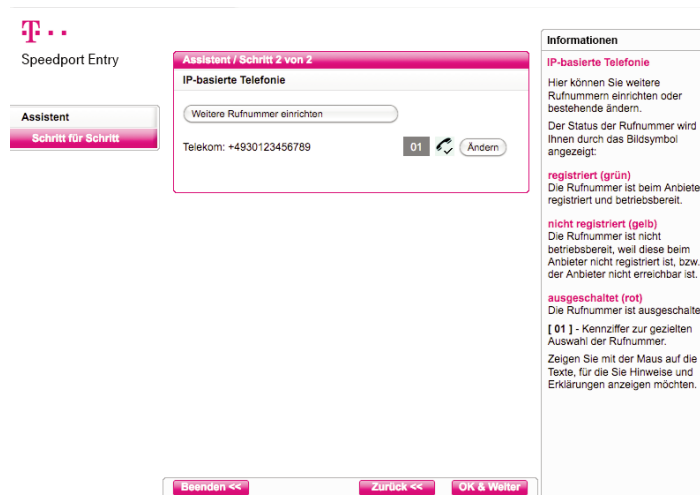 T
Speedport Entry
Assistent
Schritt für Schritt
Assistent / Schritt 2 von 2
IP-basierte Telefonie
Weitere Rufnummer einrichten
Telekom: +4930123456789
01
Ändern
Beenden <<
Zurück <<
OK & Weiter
Informationen
IP-basierte Telefonie
Hier können Sie weitere
Rufnummern einrichten oder
bestehende ändern.
Der Status der Rufnummer wird
Ihnen durch das Bildsymbol
angezeigt:
registriert (grün)
Die Rufnummer ist beim Anbiete
registriert und betriebsbereit.
nicht registriert (gelb)
Die Rufnummer ist nicht
betriebsbereit, weil diese beim
Anbieter nicht registriert ist, bzw.
der Anbieter nicht erreichbar ist.
ausgeschaltet (rot)
Die Rufnummer ist ausgeschalte
[ 01 ] - Kennziffer zur gezielten
Auswahl der Rufnummer.
Zeigen Sie mit der Maus auf die
Texte, für die Sie Hinweise und
Erklärungen anzeigen möchten.